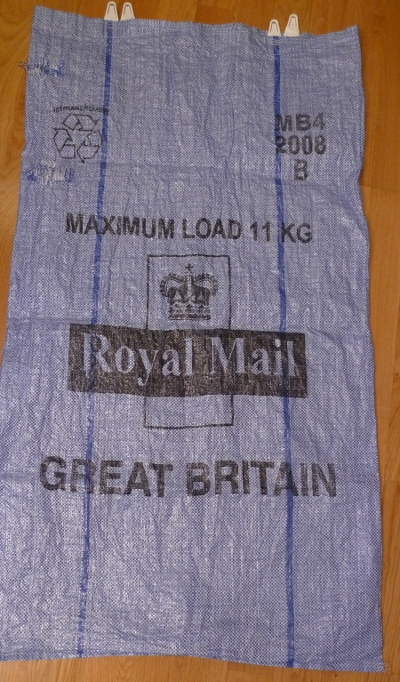 MB4
2008
B
MAXIMUM LOAD 11 KG
Royal Mail
GREAT BRITAIN